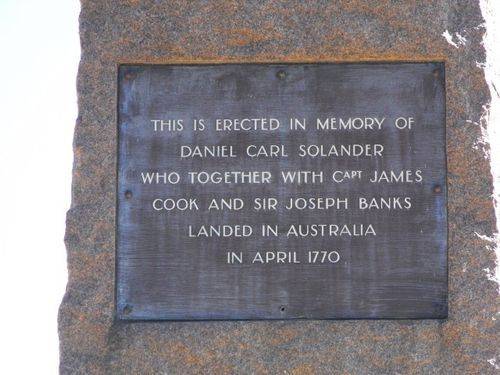 THIS IS ERECTED IN MEMORY OF
DANIEL CARL SOLANDER
WHO TOGETHER WITH CAPT JAMES
COOK AND SIR JOSEPH BANKS
LANDED IN AUSTRALIA
IN APRIL 1770